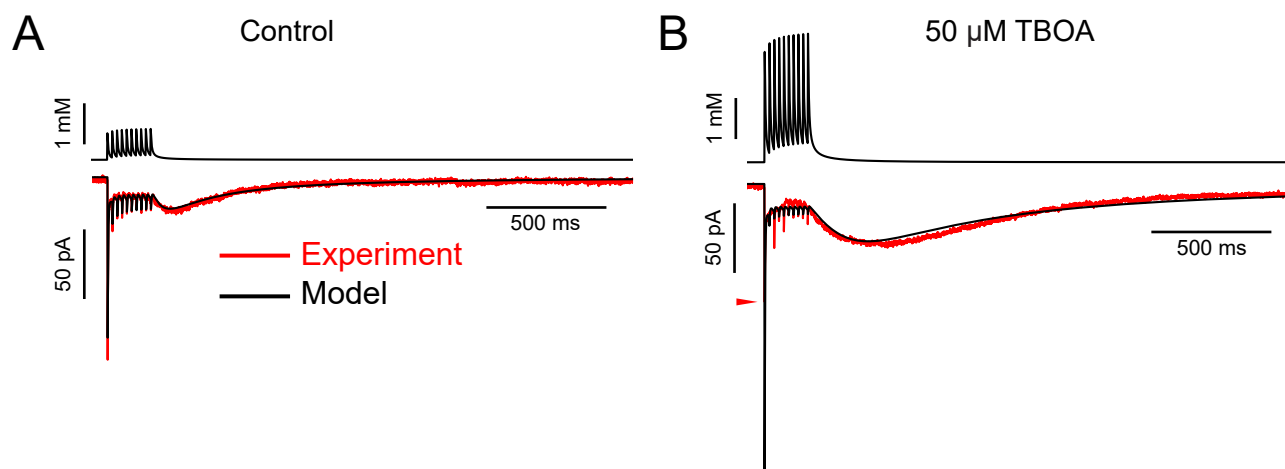 A
Control
1 mM
500 ms
50 pA
Experiment
Model
B
50 µM TBOA
1 mM
50 pA
500 ms